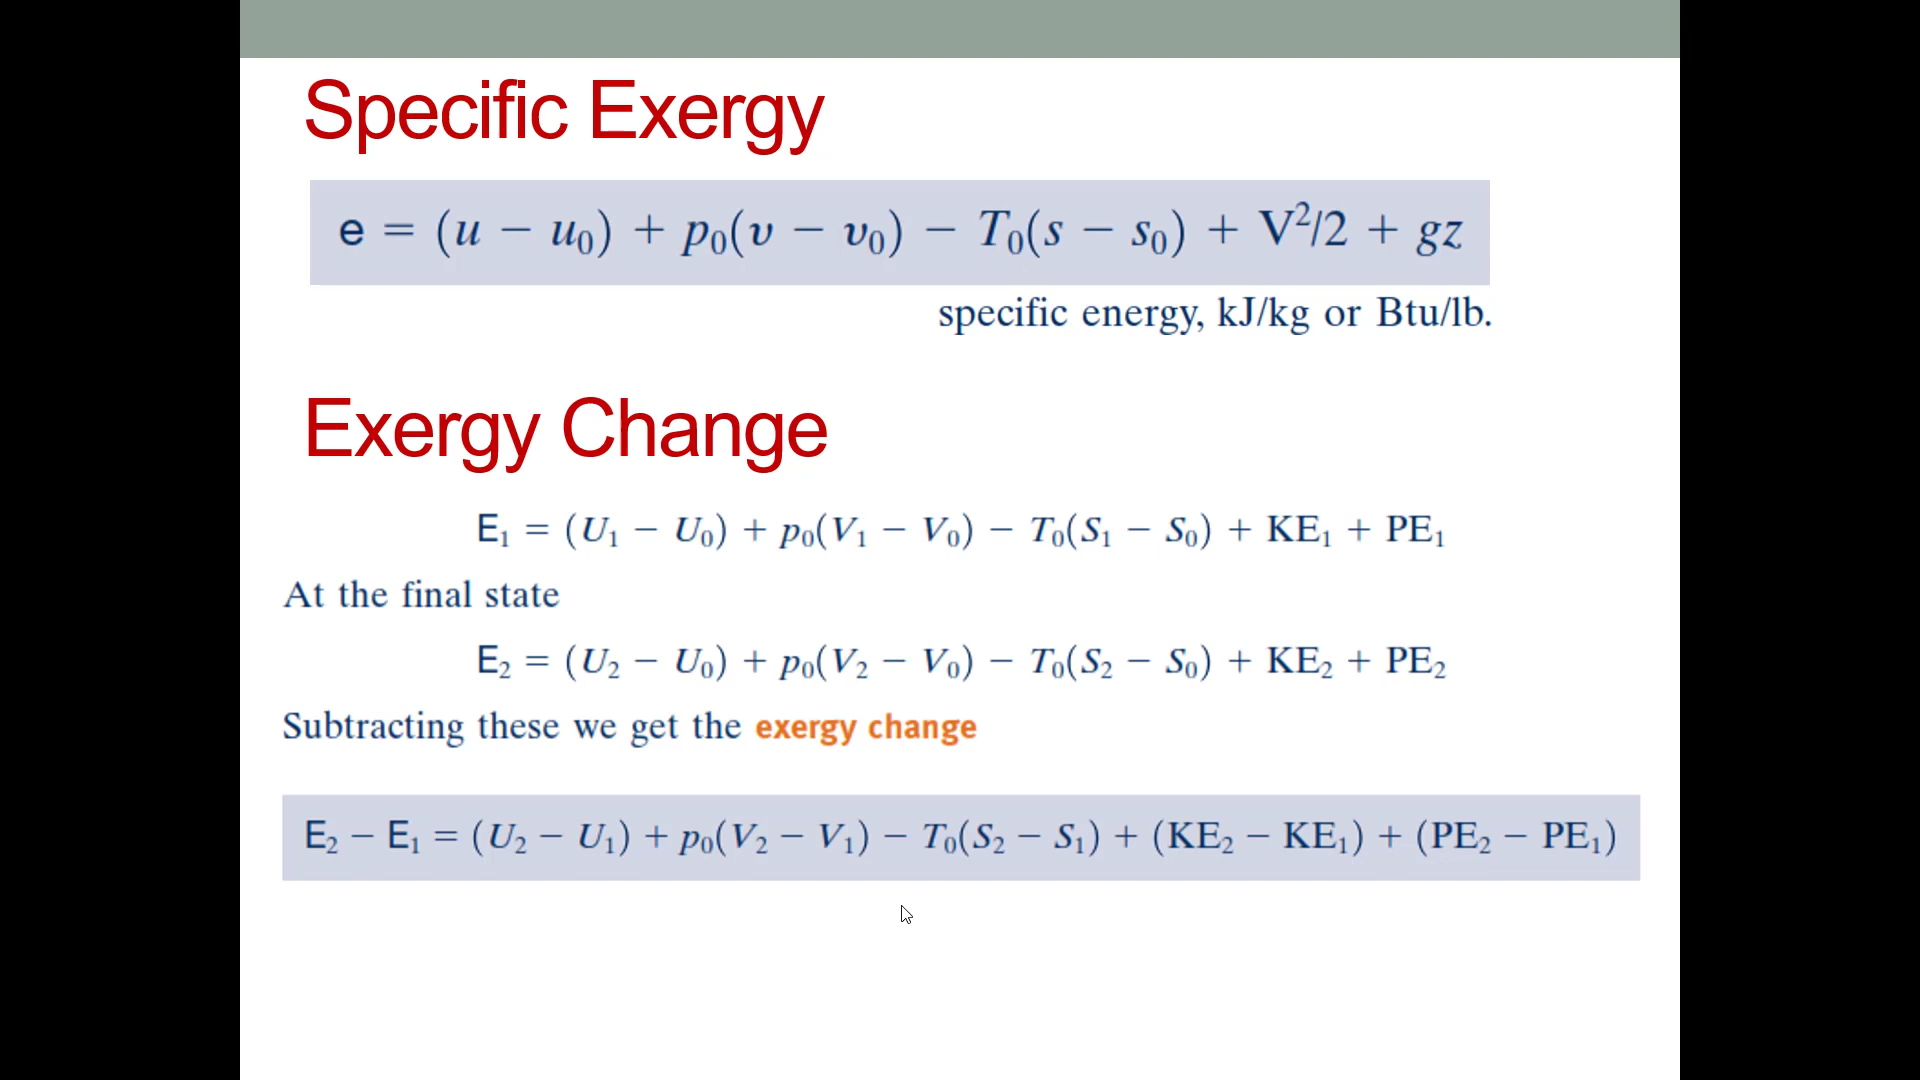 Specific Exergy
e = (u − u₀) + p₀(υ − υ₀) − T₀(s − s₀) + V²/2 + gz
specific energy, kJ/kg or Btu/lb.
Exergy Change
E₁ = (U₁ − U₀) + p₀(V₁ − V₀) − T₀(S₁ − S₀) + KE₁ + PE₁
At the final state
E₂ = (U₂ − U₀) + p₀(V₂ − V₀) − T₀(S₂ − S₀) + KE₂ + PE₂
Subtracting these we get the exergy change
E₂ − E₁ = (U₂ − U₁) + p₀(V₂ − V₁) − T₀(S₂ − S₁) + (KE₂ − KE₁) + (PE₂ − PE₁)